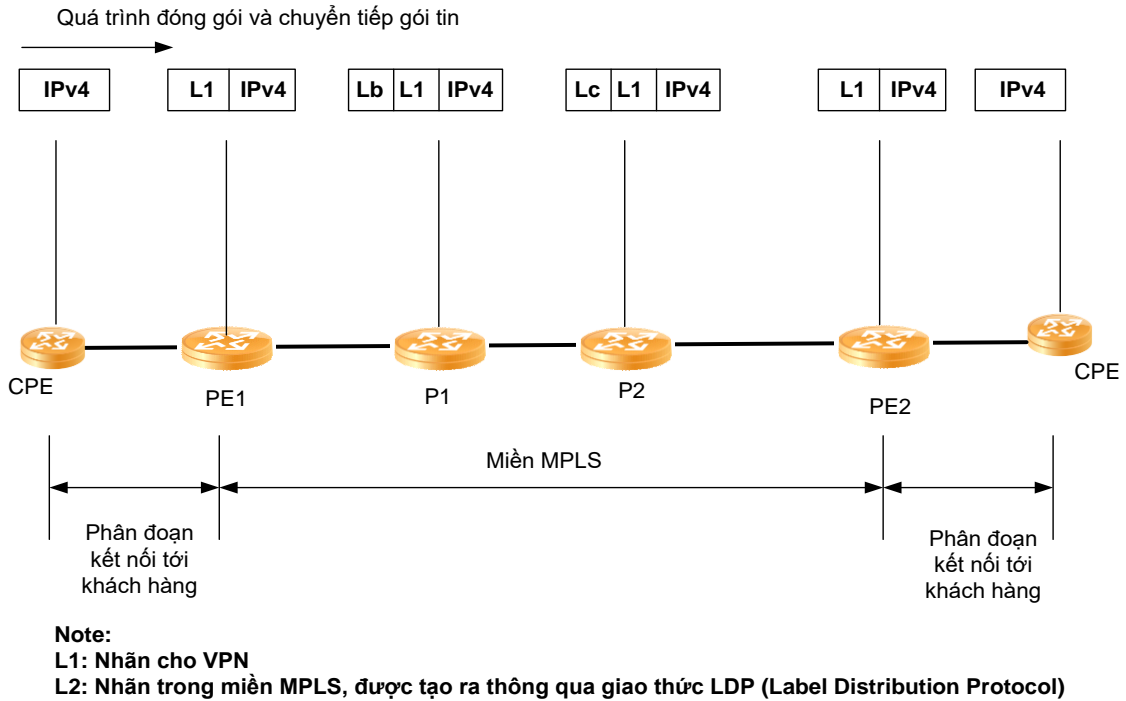 Quá trình đóng gói và chuyển tiếp gói tin
IPv4 L1 IPv4 Lb L1 IPv4 Lc L1 IPv4 L1 IPv4 IPv4
CPE PE1 P1 P2 PE2 CPE
Miền MPLS
Phân đoạn
kết nối tới
khách hàng
Phân đoạn
kết nối tới
khách hàng
Note:
L1: Nhãn cho VPN
L2: Nhãn trong miền MPLS, được tạo ra thông qua giao thức LDP (Label Distribution Protocol)